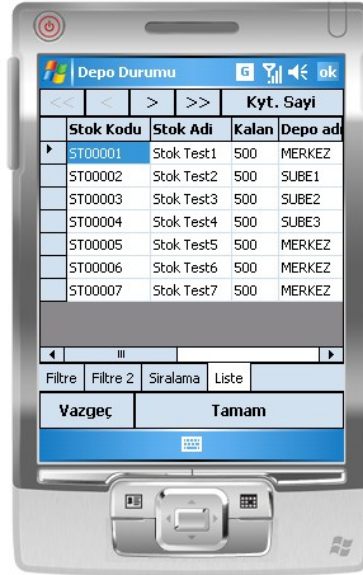 Depo Durumu G ok
<< < > >> Kyt. Sayi
Stok Kodu Stok Adi Kalan Depo adı
ST00001 Stok Test1 500 MERKEZ
ST00002 Stok Test2 500 SUBE1
ST00003 Stok Test3 500 SUBE2
ST00004 Stok Test4 500 SUBE3
ST00005 Stok Test5 500 MERKEZ
ST00006 Stok Test6 500 MERKEZ
ST00007 Stok Test7 500 MERKEZ
Filtre Filtre 2 Siralama Liste
Vazgeç Tamam